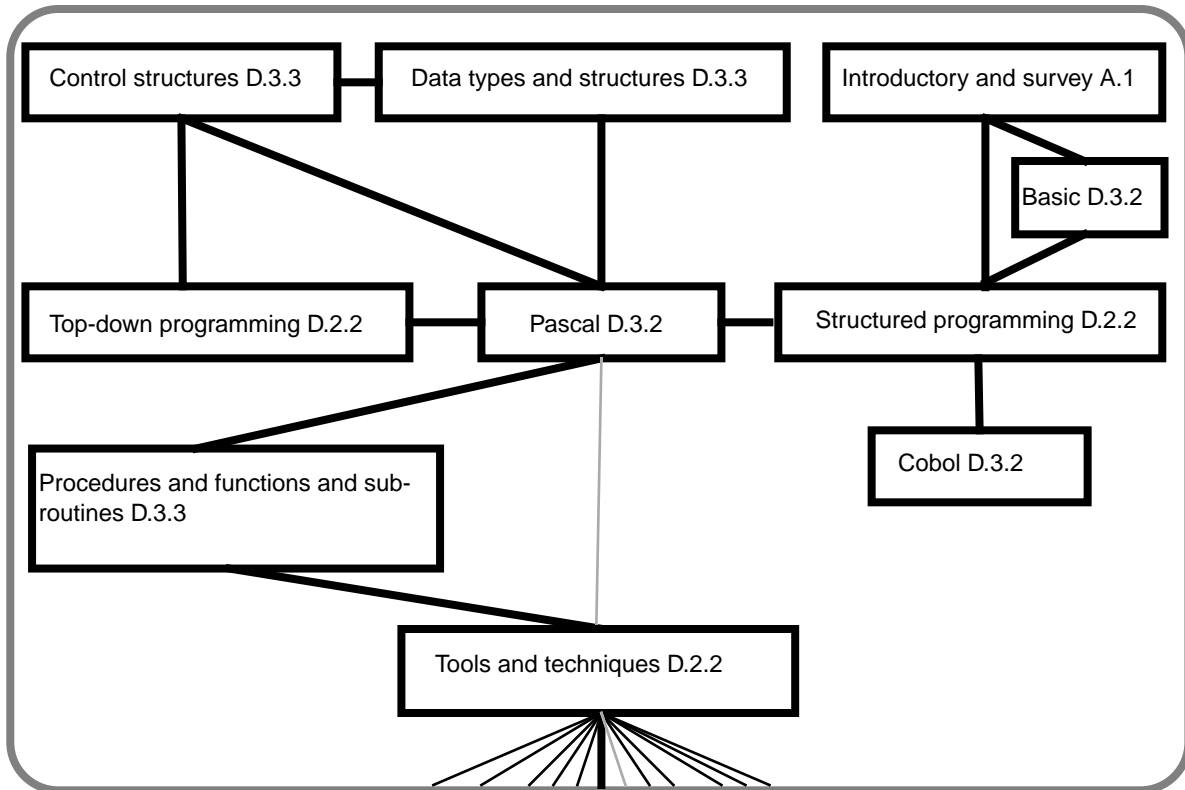 Control structures D.3.3
Data types and structures D.3.3
Introductory and survey A.1
Basic D.3.2
Top-down programming D.2.2
Pascal D.3.2
Structured programming D.2.2
Cobol D.3.2
Procedures and functions and sub-
routines D.3.3
Tools and techniques D.2.2